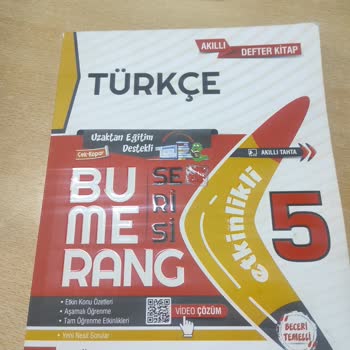 AKILLI DEFTER KİTAP
TÜRKÇE
Uzaktan Eğitim
Destekli
Çek-Kopar
AKILLI TAHTA
BU
ME
RANG
SE
Rİ
Sİ
etkinlikli
5
• Etkin Konu Özetleri
• Aşamalı Öğrenme
• Tam Öğrenme Etkinlikleri
• Yeni Nesil Sorular
VİDEO ÇÖZÜM
BECERİ
TEMELLİ